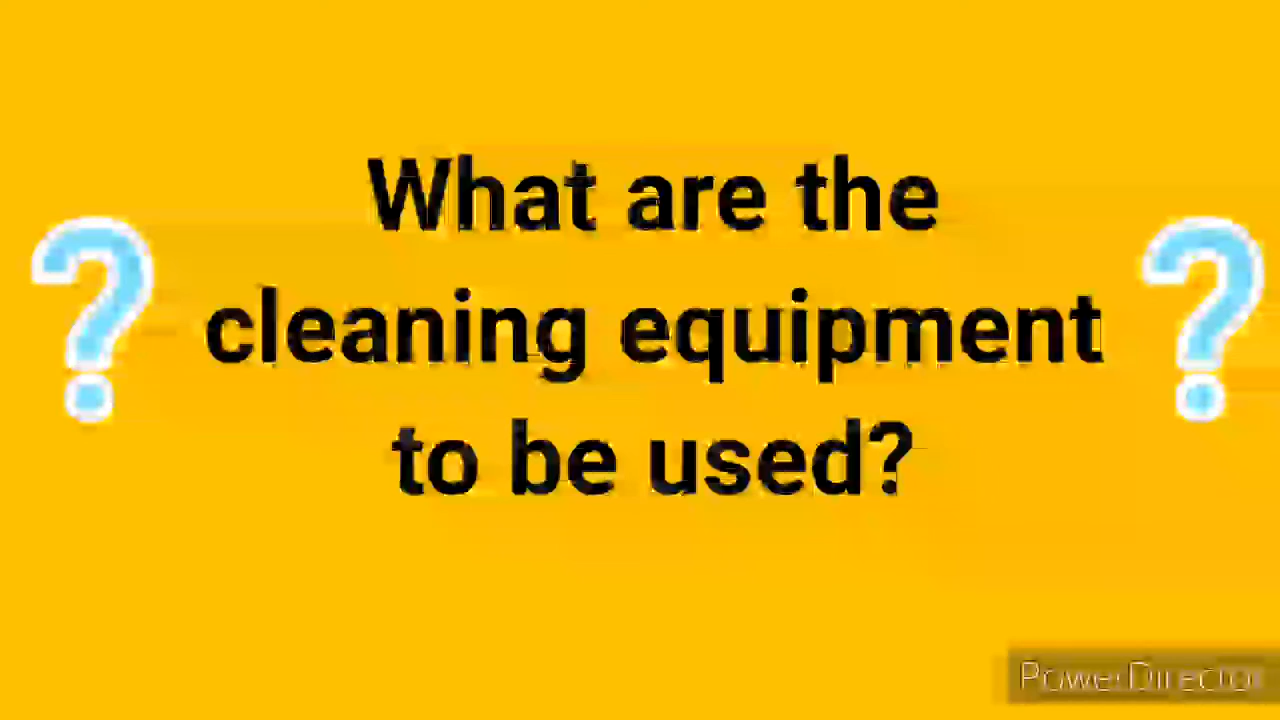 What are the
cleaning equipment
to be used?
PowerDirector